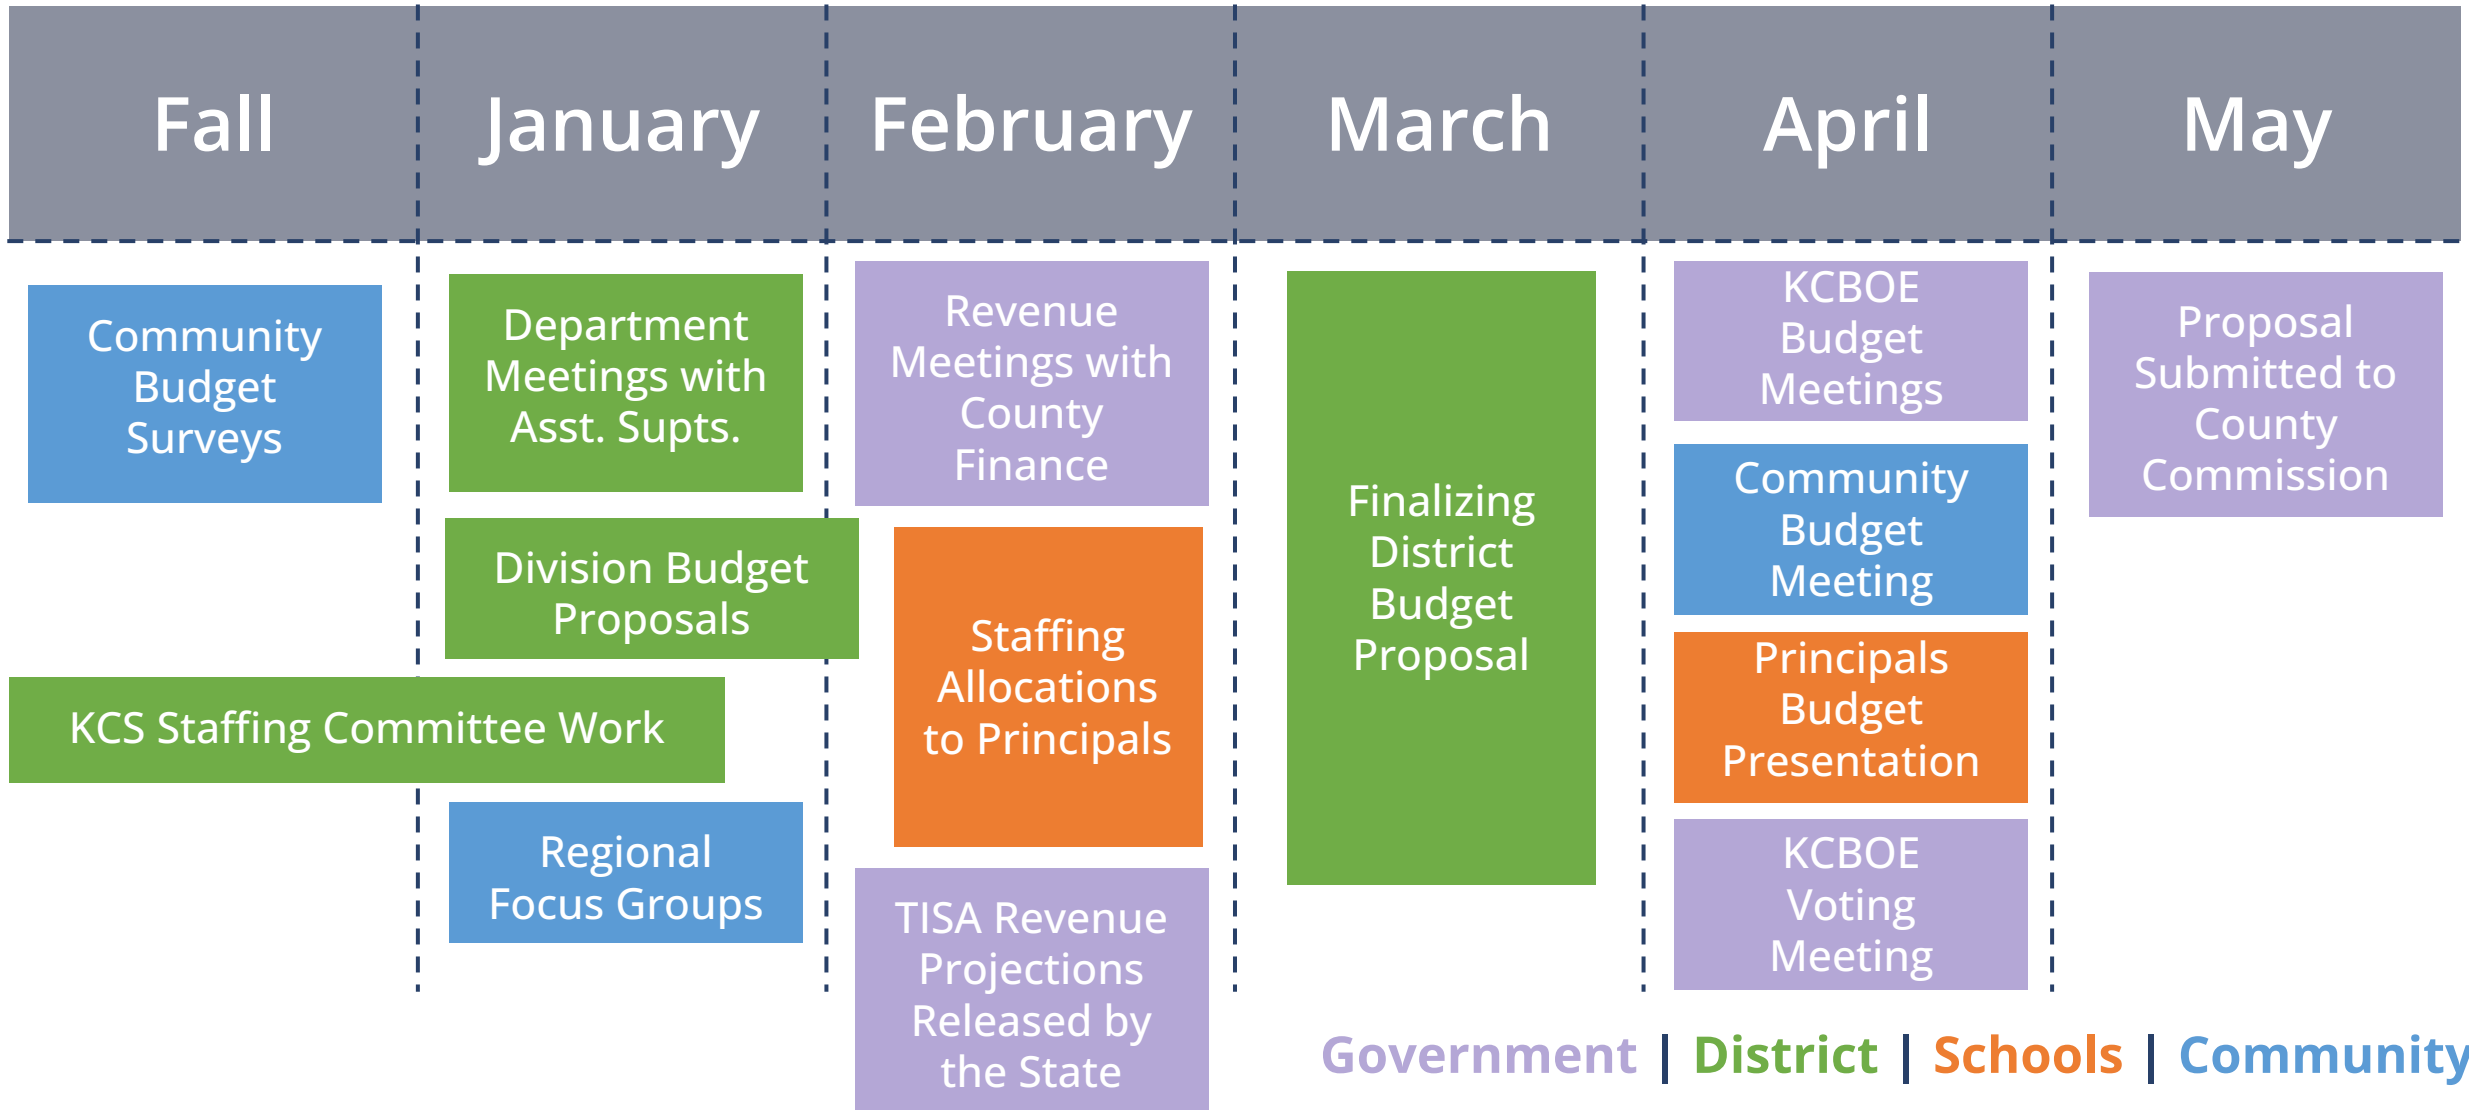 Fall
January
February
March
April
May
Community
Budget
Surveys
Department
Meetings with
Asst. Supts.
Division Budget
Proposals
KCS Staffing Committee Work
Regional
Focus Groups
Revenue
Meetings with
County
Finance
Staffing
Allocations
to Principals
TISA Revenue
Projections
Released by
the State
Finalizing
District
Budget
Proposal
KCBOE
Budget
Meetings
Community
Budget
Meeting
Principals
Budget
Presentation
KCBOE
Voting
Meeting
Proposal
Submitted to
County
Commission
Government | District | Schools | Community